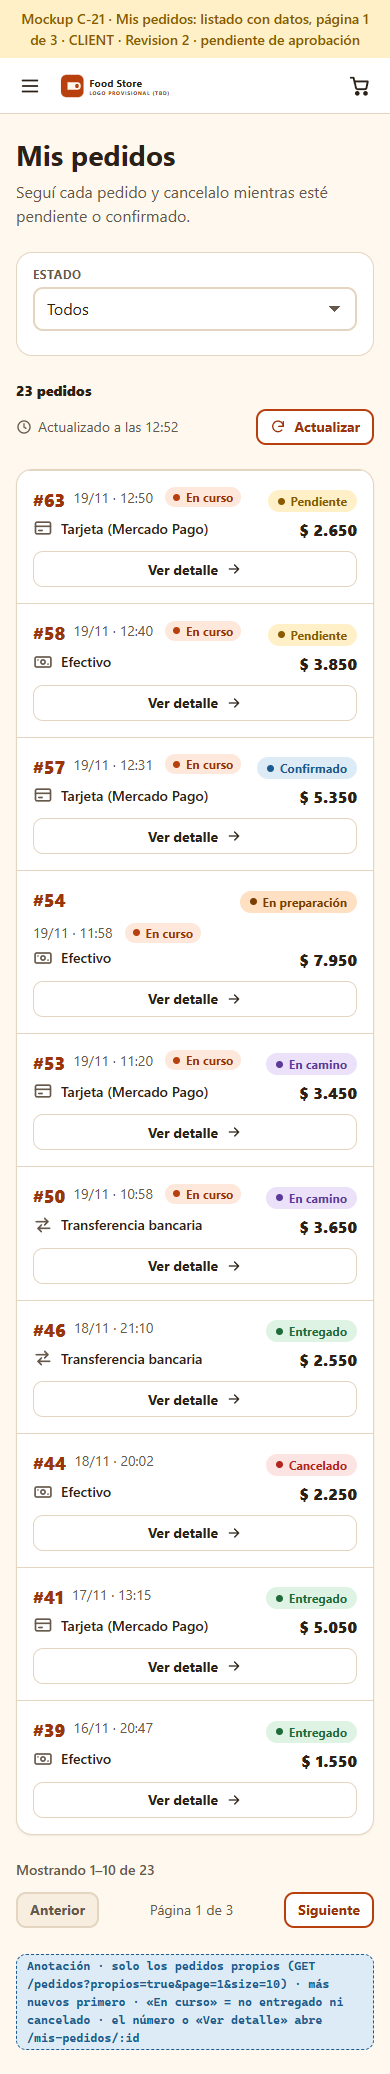 Mockup C-21 · Mis pedidos: listado con datos, página 1
de 3 · CLIENT · Revision 2 · pendiente de aprobación
Food Store
LOGO PROVISIONAL (TBD)
Mis pedidos
Seguí cada pedido y cancelalo mientras esté
pendiente o confirmado.
ESTADO
Todos
23 pedidos
Actualizado a las 12:52
Actualizar
#63 19/11 · 12:50 En curso Pendiente
Tarjeta (Mercado Pago) $ 2.650
Ver detalle →
#58 19/11 · 12:40 En curso Pendiente
Efectivo $ 3.850
Ver detalle →
#57 19/11 · 12:31 En curso Confirmado
Tarjeta (Mercado Pago) $ 5.350
Ver detalle →
#54 En preparación
19/11 · 11:58 En curso
Efectivo $ 7.950
Ver detalle →
#53 19/11 · 11:20 En curso En camino
Tarjeta (Mercado Pago) $ 3.450
Ver detalle →
#50 19/11 · 10:58 En curso En camino
Transferencia bancaria $ 3.650
Ver detalle →
#46 18/11 · 21:10 Entregado
Transferencia bancaria $ 2.550
Ver detalle →
#44 18/11 · 20:02 Cancelado
Efectivo $ 2.250
Ver detalle →
#41 17/11 · 13:15 Entregado
Tarjeta (Mercado Pago) $ 5.050
Ver detalle →
#39 16/11 · 20:47 Entregado
Efectivo $ 1.550
Ver detalle →
Mostrando 1–10 de 23
Anterior Página 1 de 3 Siguiente
Anotación · solo los pedidos propios (GET
/pedidos?propios=true&page=1&size=10) · más
nuevos primero · «En curso» = no entregado ni
cancelado · el número o «Ver detalle» abre
/mis-pedidos/:id